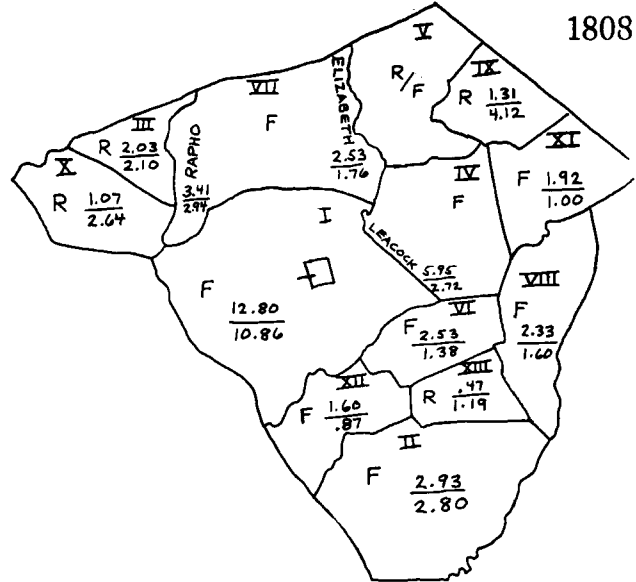 1808
V
R/F
IX
R 1.31
4.12
VII
F
ELIZABETH
2.53
1.76
III
R 2.03
2.10
RAPHO
3.41
2.94
X
R 1.07
2.64
XI
F 1.92
1.00
IV
F
LEACOCK
5.95
2.72
I
F
12.80
10.86
VIII
F
2.33
1.60
VI
F 2.53
1.38
XII
F 1.60
.87
XIII
R .47
1.19
II
F
2.93
2.80